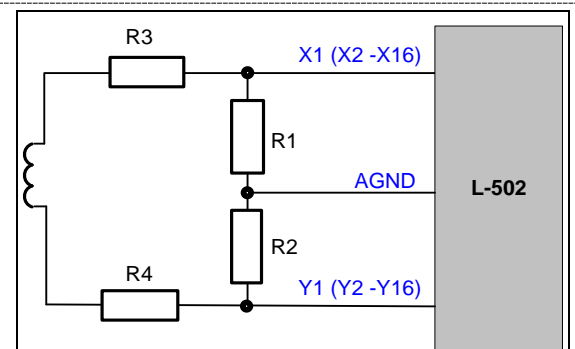 R3
X1 (X2 -X16)
R1
AGND
L-502
R2
R4
Y1 (Y2 -Y16)